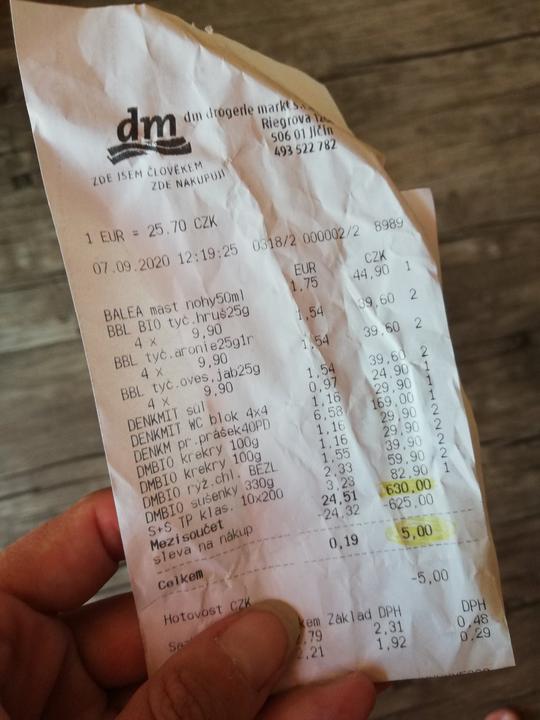 dm dm drogerie markt s.r.
Riegrova
506 01 Jičín
493 522 782
ZDE JSEM ČLOVĚKEM
ZDE NAKUPUJI
1 EUR = 25.70 CZK
07.09.2020 12:19:25 0318/2 000002/2 8989
EUR CZK
BALEA mast nohy50ml 1,75 44,90 1
BBL BIO tyč.hruš25g
4 x 9,90 1,54 39,60 2
BBL tyč.aronie25g1r
4 x 9,90 1,54 39,60 2
BBL tyč.oves,jab25g
4 x 9,90 1,54 39,60 2
DENKMIT sůl 0,97 24,90 1
DENKMIT WC blok 4x4 1,16 29,90 1
DENKM pr.prášek40PD 6,58 169,00 1
DMBIO krekry 100g 1,16 29,90 2
DMBIO krekry 100g 1,16 29,90 2
DMBIO rýž.chl. BEZL 1,55 39,90 2
DMBIO sušenky 330g 2,33 59,90 2
S+S TP klas. 10x200 3,23 82,90 1
Mezisoučet 24,51 630,00
sleva na nákup -24,32 -625,00
Celkem 0,19 5,00
Hotovost CZK -5,00
kem Základ DPH DPH
,79 2,31 0,48
,21 1,92 0,29